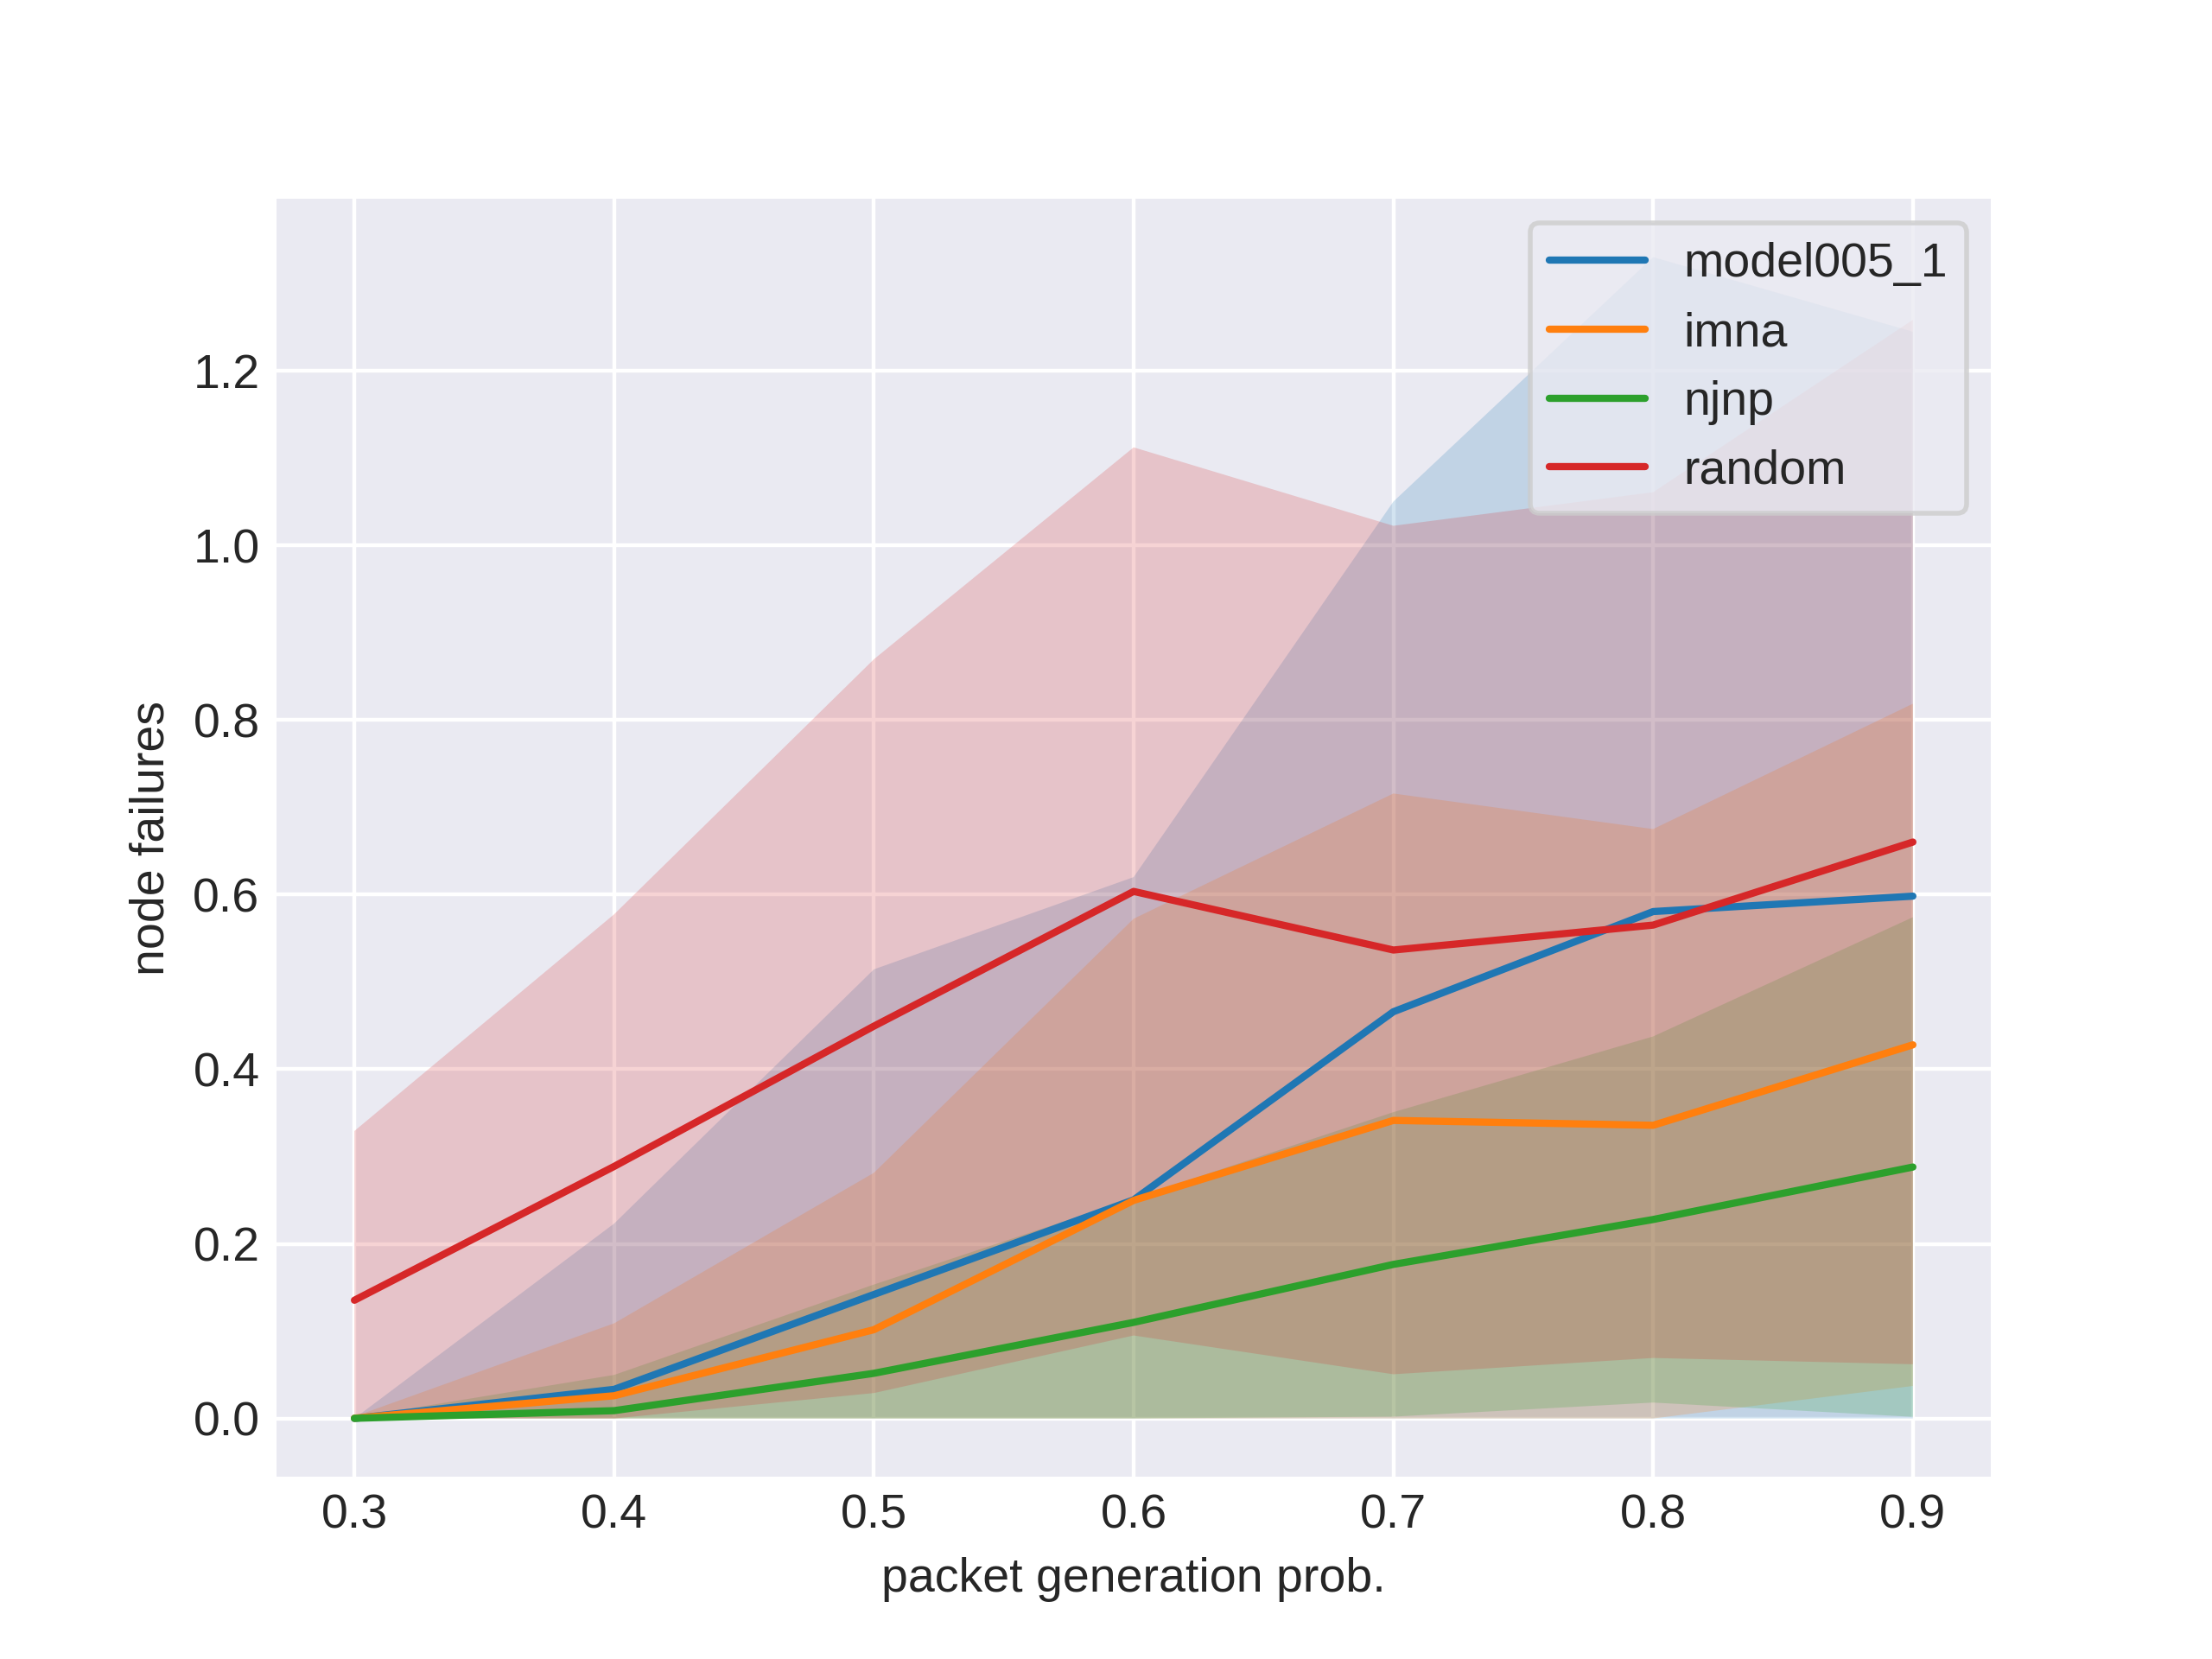 model005_1
imna
njnp
random
1.2
1.0
0.8
0.6
0.4
0.2
0.0
node failures
0.3 0.4 0.5 0.6 0.7 0.8 0.9
packet generation prob.